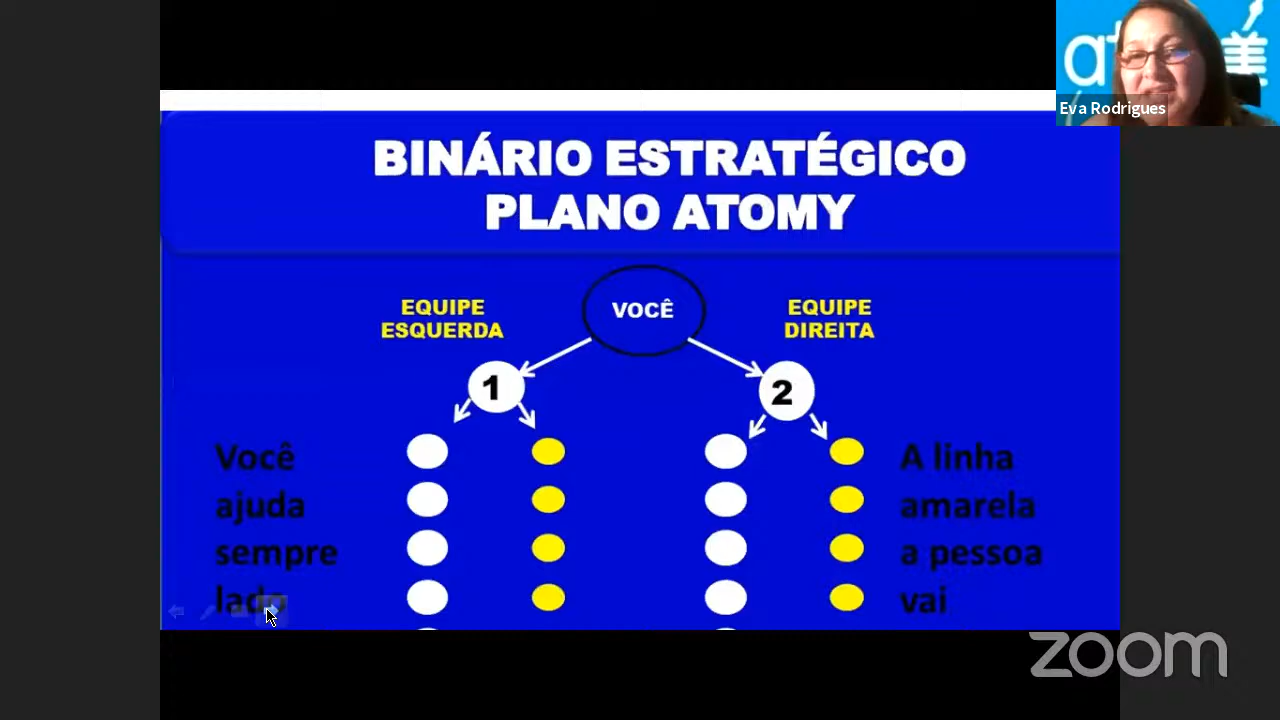 BINÁRIO ESTRATÉGICO
PLANO ATOMY
EQUIPE
ESQUERDA
VOCÊ
EQUIPE
DIREITA
1
2
Você
ajuda
sempre
lado
A linha
amarela
a pessoa
vai
Eva Rodrigues
zoom